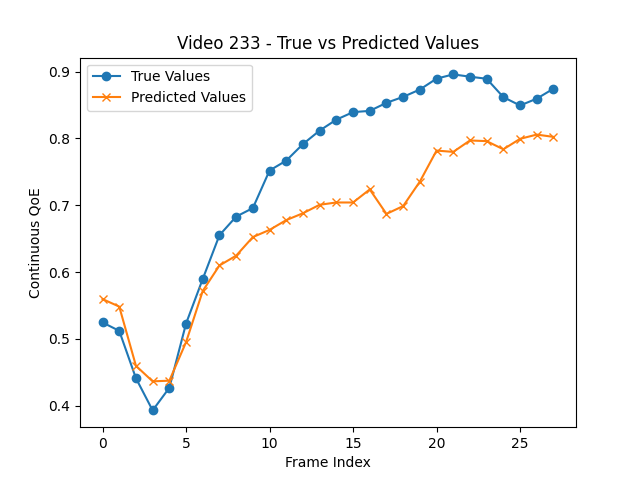 Video 233 - True vs Predicted Values
True Values
Predicted Values
Continuous QoE
0.9
0.8
0.7
0.6
0.5
0.4
0 5 10 15 20 25
Frame Index